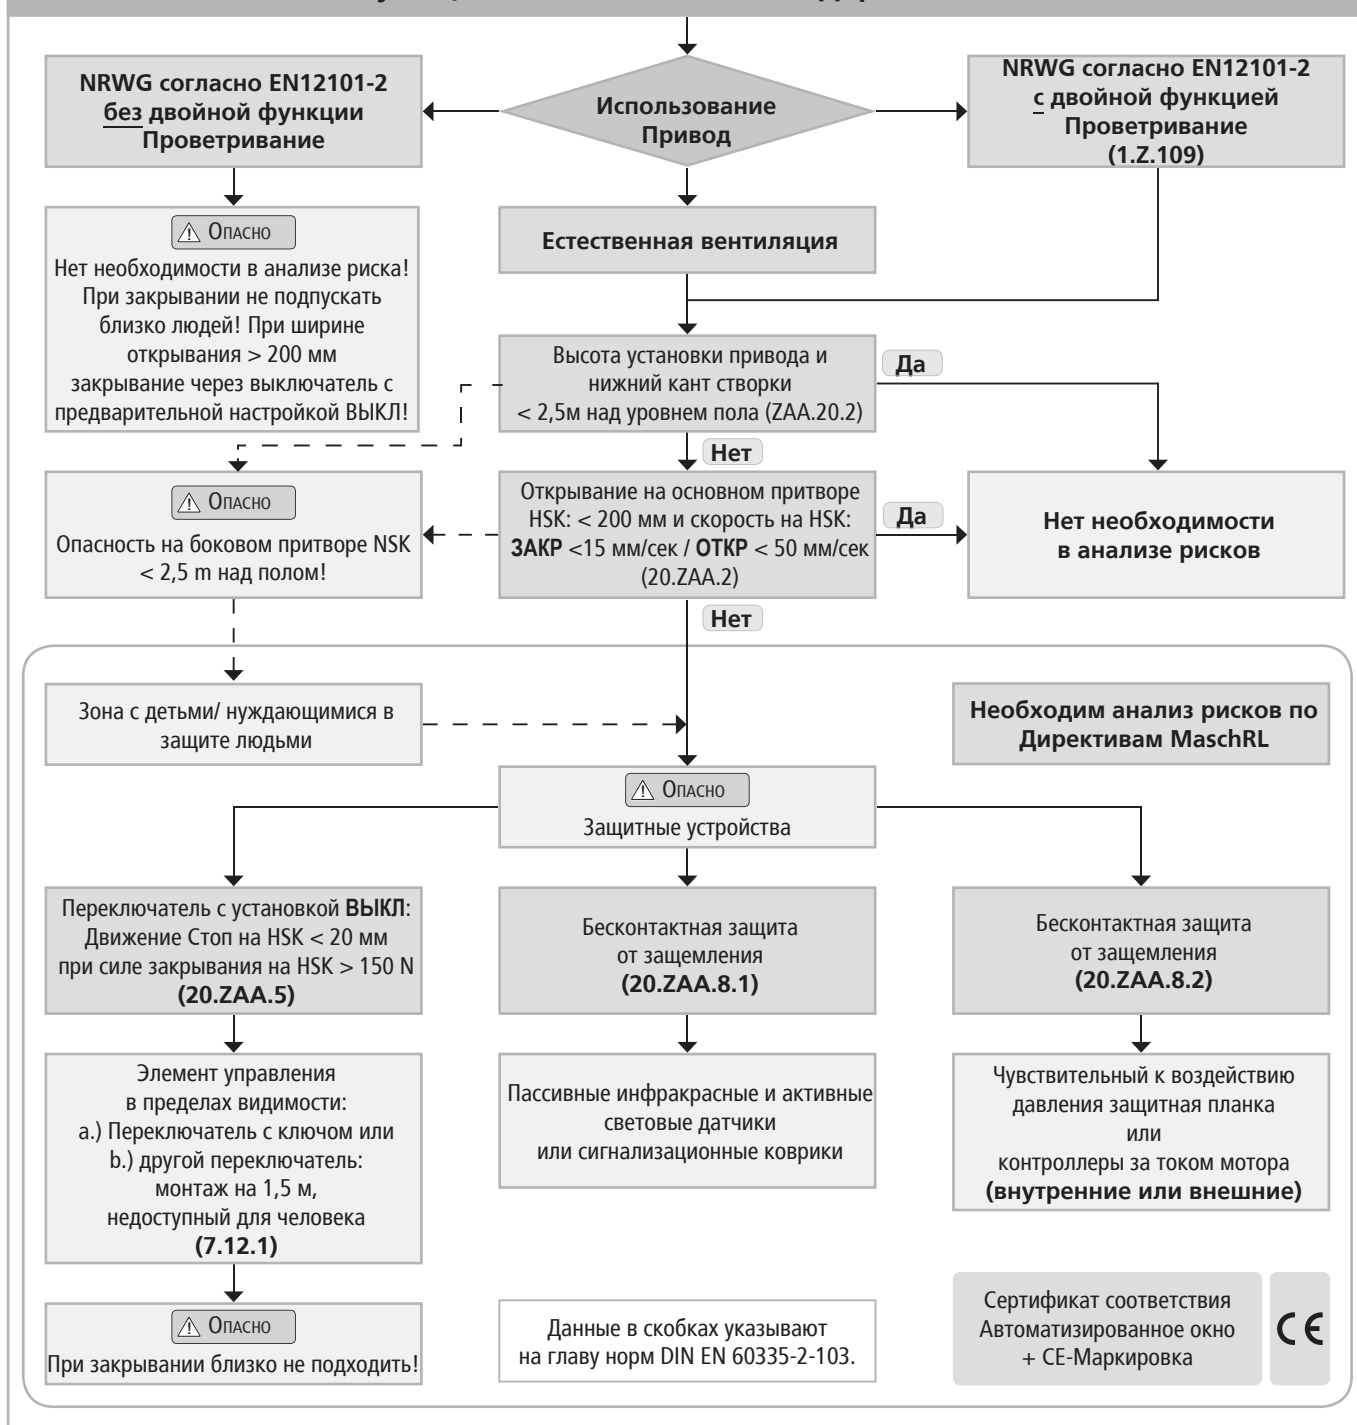 NRWG согласно EN12101-2
без двойной функции
Проветривание
Использование
Привод
NRWG согласно EN12101-2
с двойной функцией
Проветривание
(1.Z.109)
ОПАСНО
Нет необходимости в анализе риска!
При закрывании не подпускать
близко людей! При ширине
открывания > 200 мм
закрывание через выключатель с
предварительной настройкой ВЫКЛ!
Естественная вентиляция
Высота установки привода и
нижний кант створки
< 2,5м над уровнем пола (ZAA.20.2)
Да
Нет
ОПАСНО
Опасность на боковом притворе NSK
< 2,5 m над полом!
Открывание на основном притворе
HSK: < 200 мм и скорость на HSK:
ЗАКР <15 мм/сек / ОТКР < 50 мм/сек
(20.ZAA.2)
Да
Нет необходимости
в анализе рисков
Нет
Зона с детьми/ нуждающимися в
защите людьми
Необходим анализ рисков по
Директивам MaschRL
ОПАСНО
Защитные устройства
Переключатель с установкой ВЫКЛ:
Движение Стоп на HSK < 20 мм
при силе закрывания на HSK > 150 N
(20.ZAA.5)
Бесконтактная защита
от защемления
(20.ZAA.8.1)
Бесконтактная защита
от защемления
(20.ZAA.8.2)
Элемент управления
в пределах видимости:
a.) Переключатель с ключом или
b.) другой переключатель:
монтаж на 1,5 м,
недоступный для человека
(7.12.1)
Пассивные инфракрасные и активные
световые датчики
или сигнализационные коврики
Чувствительный к воздействию
давления защитная планка
или
контроллеры за током мотора
(внутренние или внешние)
ОПАСНО
При закрывании близко не подходить!
Данные в скобках указывают
на главу норм DIN EN 60335-2-103.
Сертификат соответствия
Автоматизированное окно
+ CE-Маркировка
CE